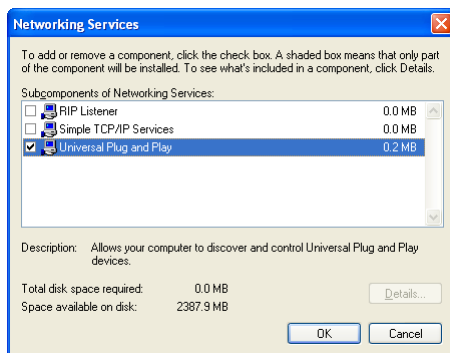 Networking Services
To add or remove a component, click the check box. A shaded box means that only part
of the component will be installed. To see what's included in a component, click Details.
Subcomponents of Networking Services:
RIP Listener 0.0 MB
Simple TCP/IP Services 0.0 MB
Universal Plug and Play 0.2 MB
Description: Allows your computer to discover and control Universal Plug and Play
devices.
Total disk space required: 0.0 MB
Details...
Space available on disk: 2387.9 MB
OK Cancel